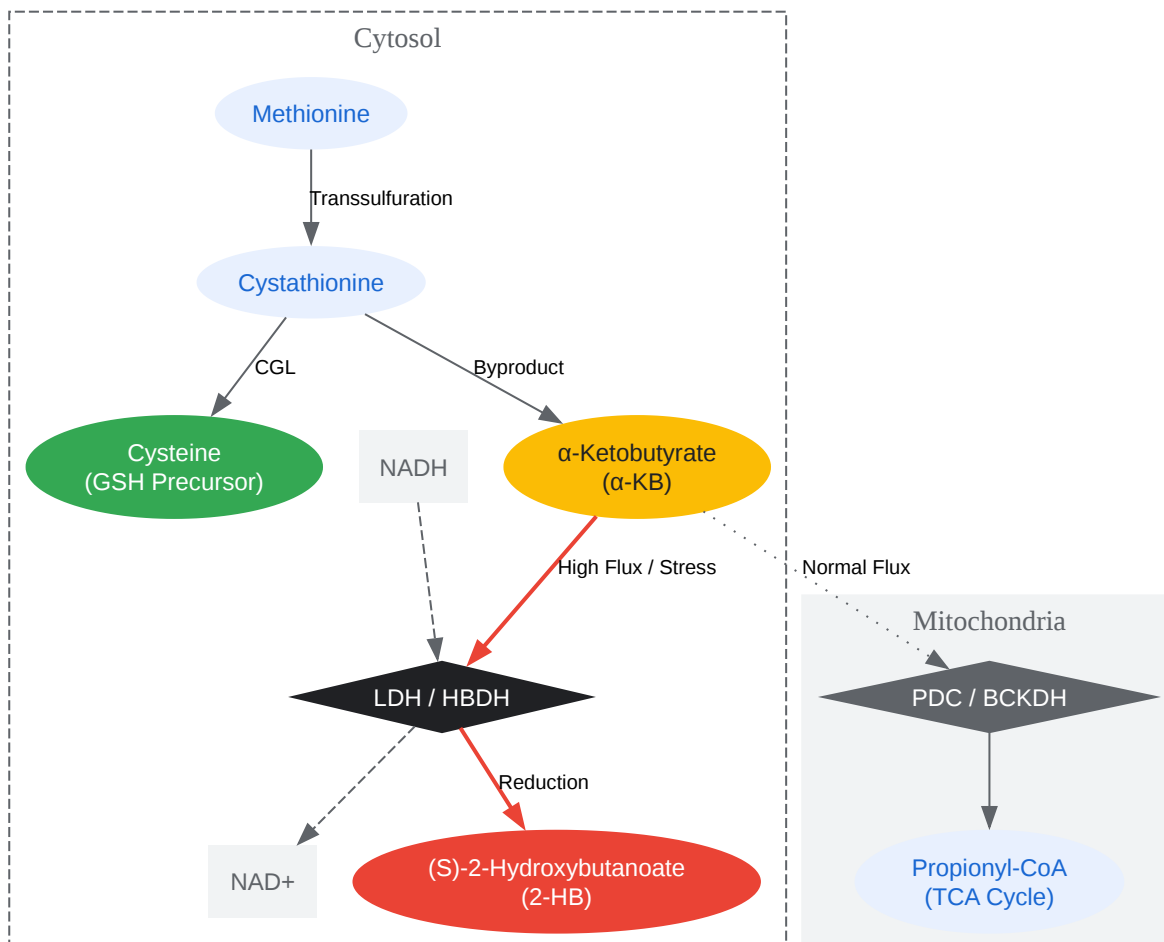 Cytosol
Methionine
Transsulfuration
Cystathionine
CGL
Byproduct
Cysteine
(GSH Precursor)
NADH
α-Ketobutyrate
(α-KB)
High Flux / Stress
Normal Flux
Mitochondria
LDH / HBDH
PDC / BCKDH
Reduction
NAD+
(S)-2-Hydroxybutanoate
(2-HB)
Propionyl-CoA
(TCA Cycle)